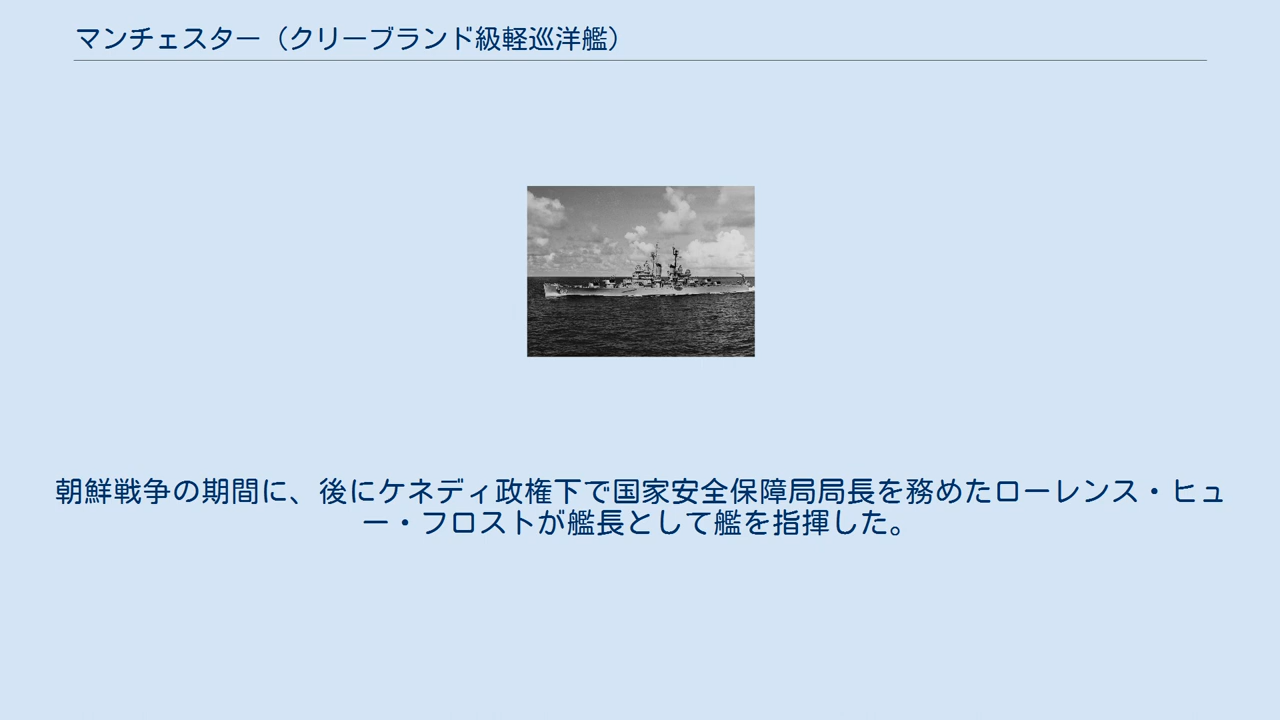 マンチェスター（クリーブランド級軽巡洋艦）
朝鮮戦争の期間に、後にケネディ政権下で国家安全保障局局長を務めたローレンス・ヒュ
ー・フロストが艦長として艦を指揮した。